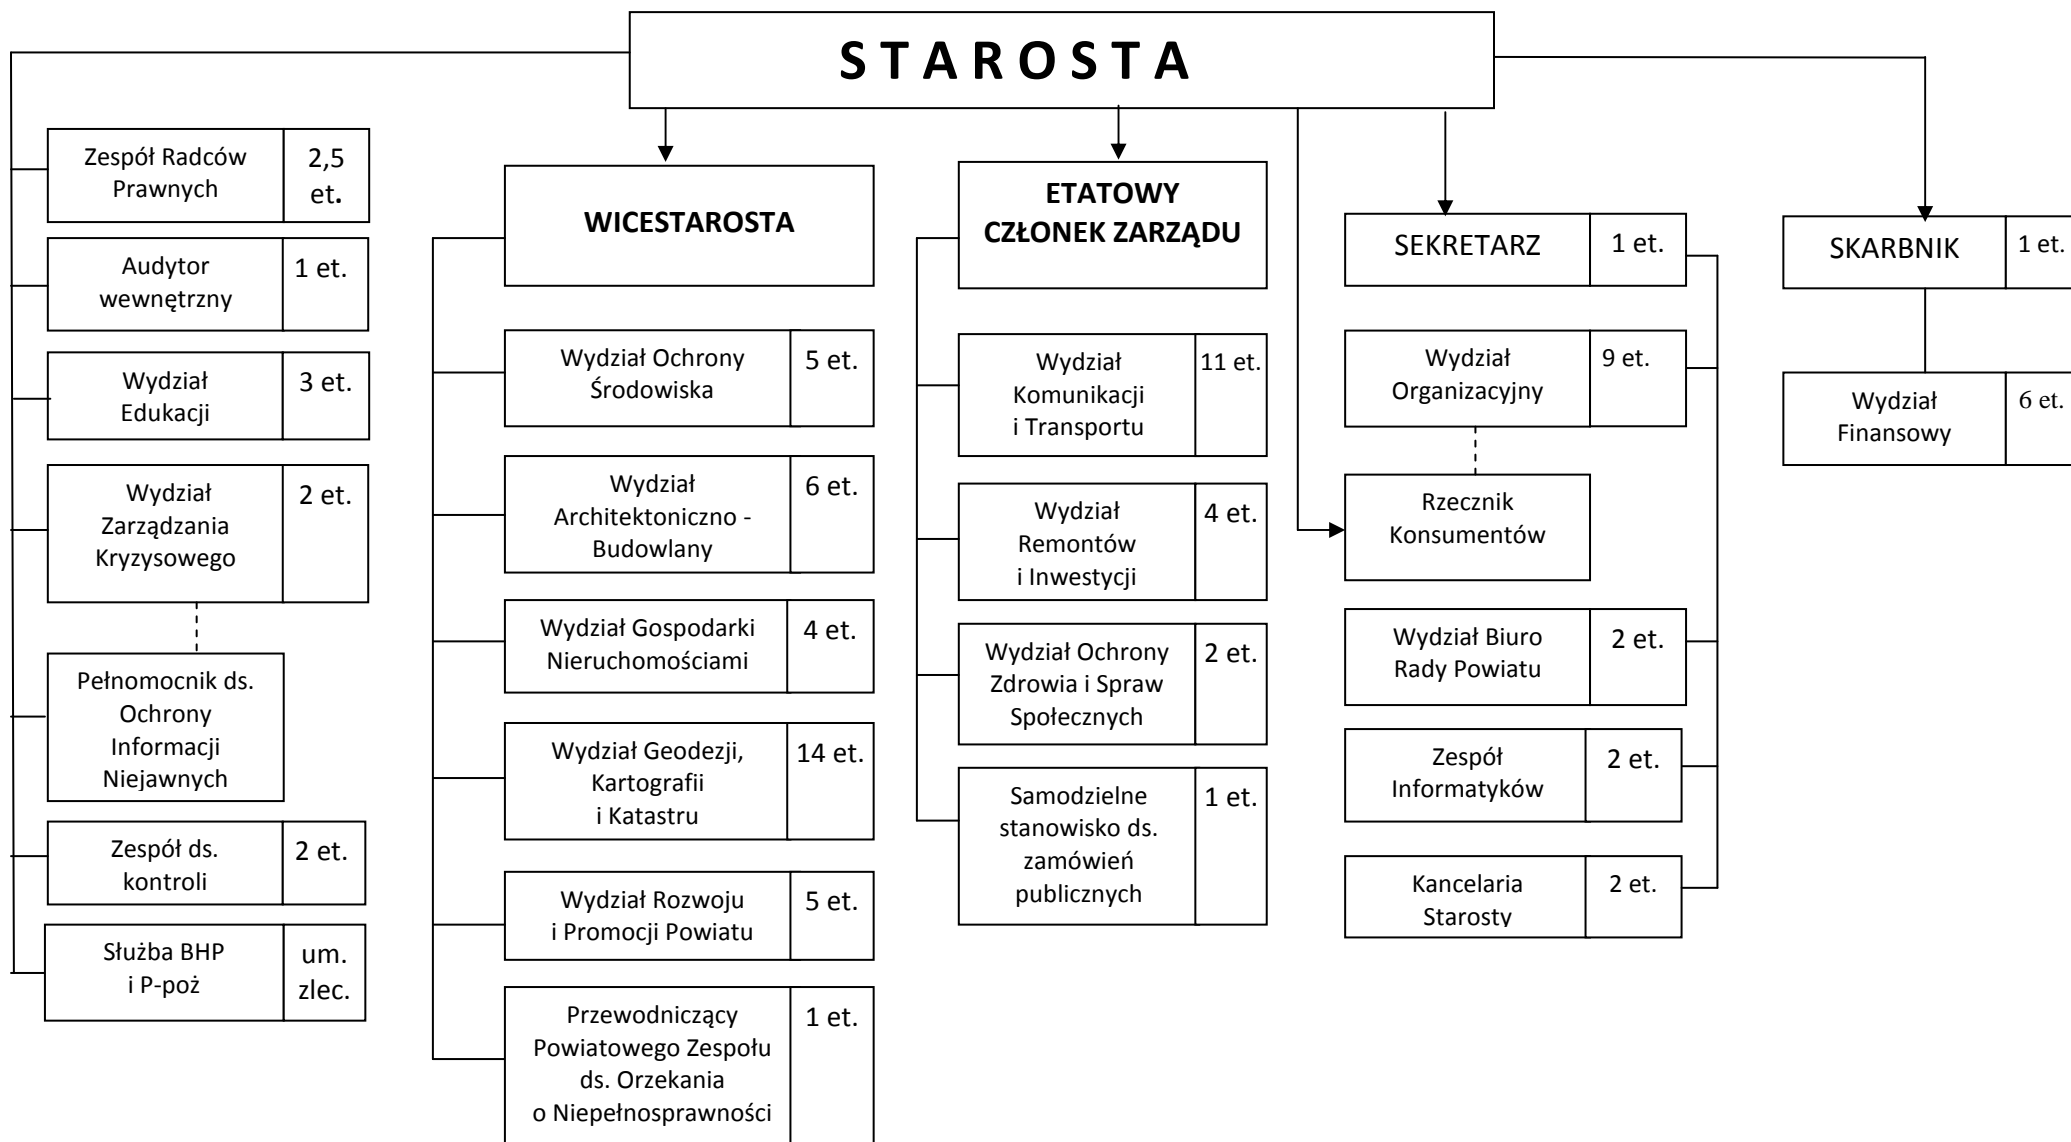 STAROSTA
Zespół Radców
Prawnych
2,5
et.
Audytor
wewnętrzny
1 et.
Wydział
Edukacji
3 et.
Wydział
Zarządzania
Kryzysowego
2 et.
Pełnomocnik ds.
Ochrony
Informacji
Niejawnych
Zespół ds.
kontroli
2 et.
Służba BHP
i P-poż
um.
zlec.
WICESTAROSTA
Wydział Ochrony
Środowiska
5 et.
Wydział
Architektoniczno -
Budowlany
6 et.
Wydział Gospodarki
Nieruchomościami
4 et.
Wydział Geodezji,
Kartografii
i Katastru
14 et.
Wydział Rozwoju
i Promocji Powiatu
5 et.
Przewodniczący
Powiatowego Zespołu
ds. Orzekania
o Niepełnosprawności
1 et.
ETATOWY
CZŁONEK ZARZĄDU
Wydział
Komunikacji
i Transportu
11 et.
Wydział
Remontów
i Inwestycji
4 et.
Wydział Ochrony
Zdrowia i Spraw
Społecznych
2 et.
Samodzielne
stanowisko ds.
zamówień
publicznych
1 et.
SEKRETARZ
1 et.
Wydział
Organizacyjny
9 et.
Rzecznik
Konsumentów
Wydział Biuro
Rady Powiatu
2 et.
Zespół
Informatyków
2 et.
Kancelaria
Starosty
2 et.
SKARBNIK
1 et.
Wydział
Finansowy
6 et.